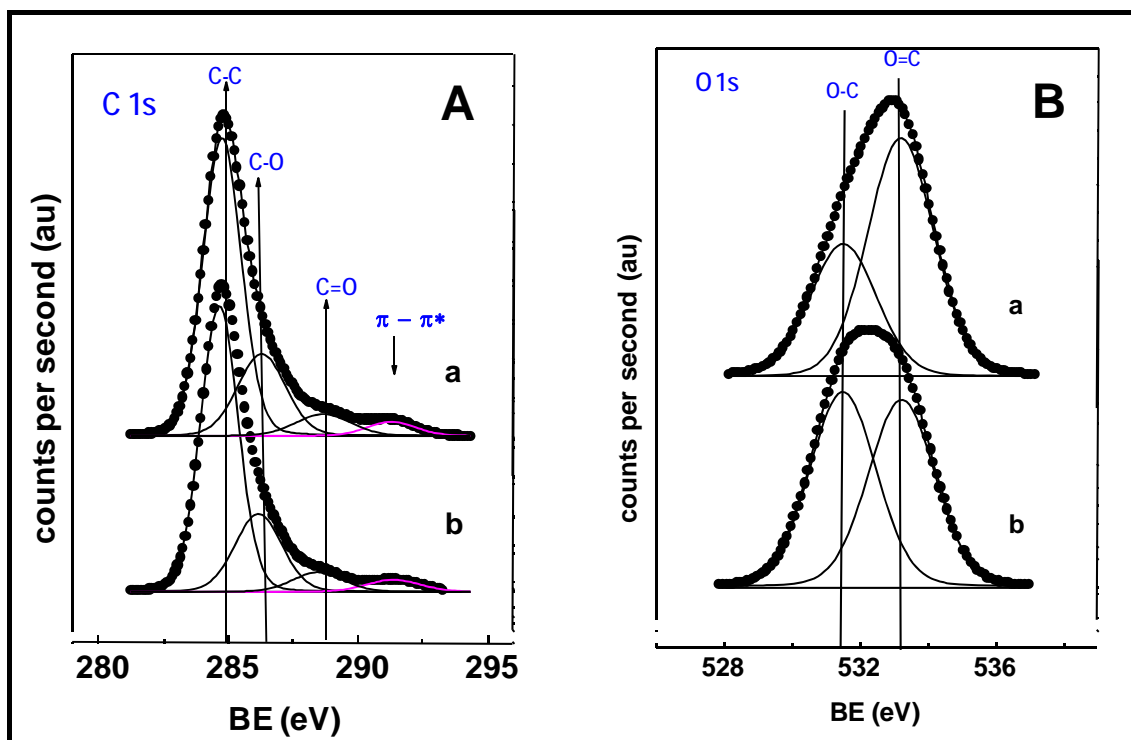 C 1s
C-C
A
C-O
C=O
π – π*
a
b
counts per second (au)
280 285 290 295
BE (eV)
O1s
O-C
O=C
B
a
b
counts per second (au)
528 532 536
BE (eV)